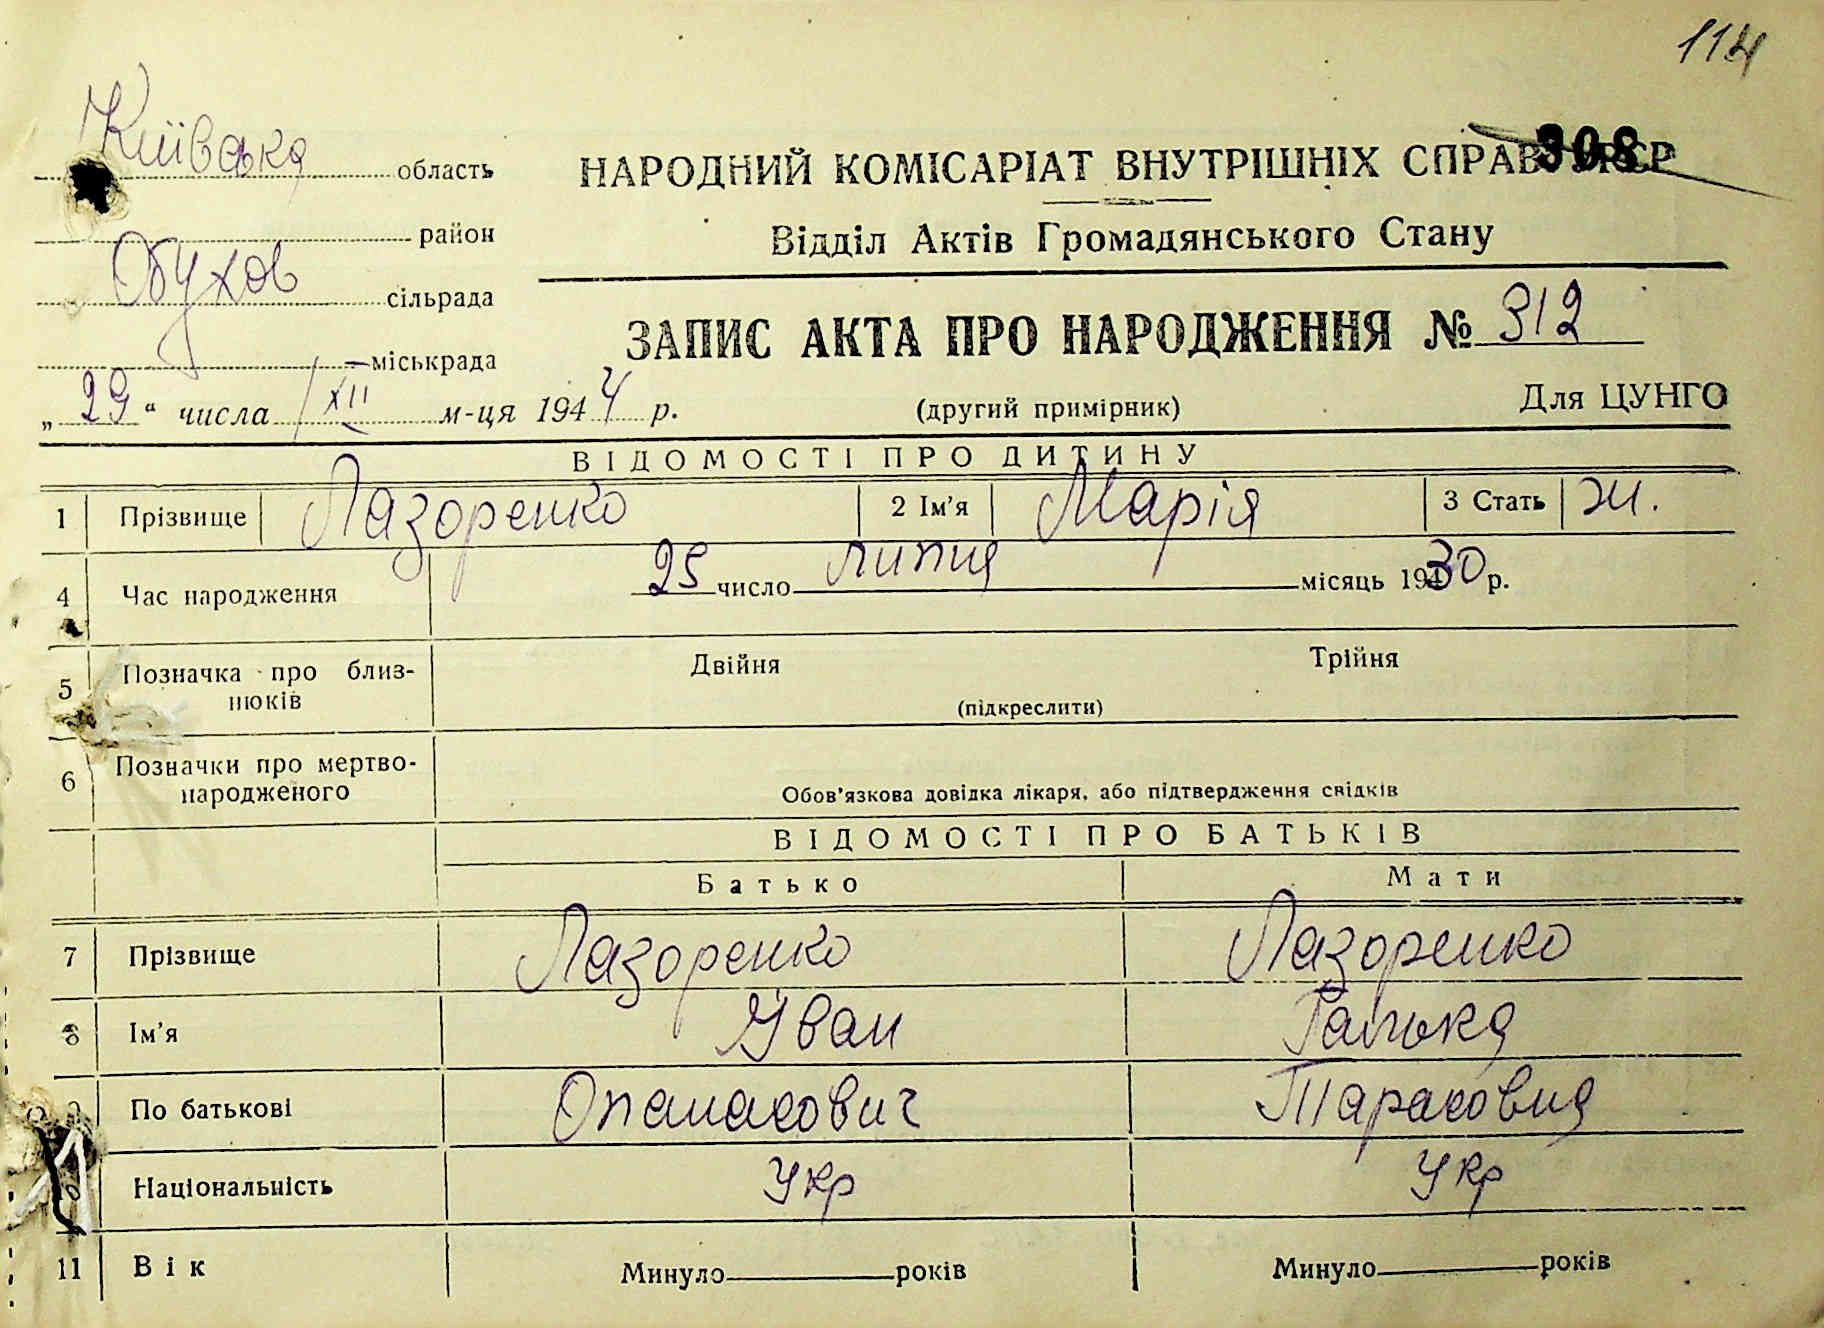 114
Київська область
308
НАРОДНИЙ КОМІСАРІАТ ВНУТРІШНІХ СПРАВ УРСР
район
Відділ Актів Громадянського Стану
Обухов сільрада
ЗАПИС АКТА ПРО НАРОДЖЕННЯ № 312
міськрада
„ 29 “ числа XII м-ця 1944 р.
(другий примірник)
Для ЦУНГО
ВІДОМОСТІ ПРО ДИТИНУ
1 Прізвище Лазоренко 2 Ім’я Марія 3 Стать ж.
4 Час народження 25 число липня місяць 1930 р.
5 Позначка про близнюків Двійня Трійня
(підкреслити)
6 Позначки про мертвонародженого
Обов’язкова довідка лікаря, або підтвердження свідків
ВІДОМОСТІ ПРО БАТЬКІВ
Батько Мати
7 Прізвище Лазоренко Лазоренко
8 Ім’я Іван Галька
По батькові Опанасович Тарасовна
Національність Укр Укр
11 Вік Минуло років Минуло років